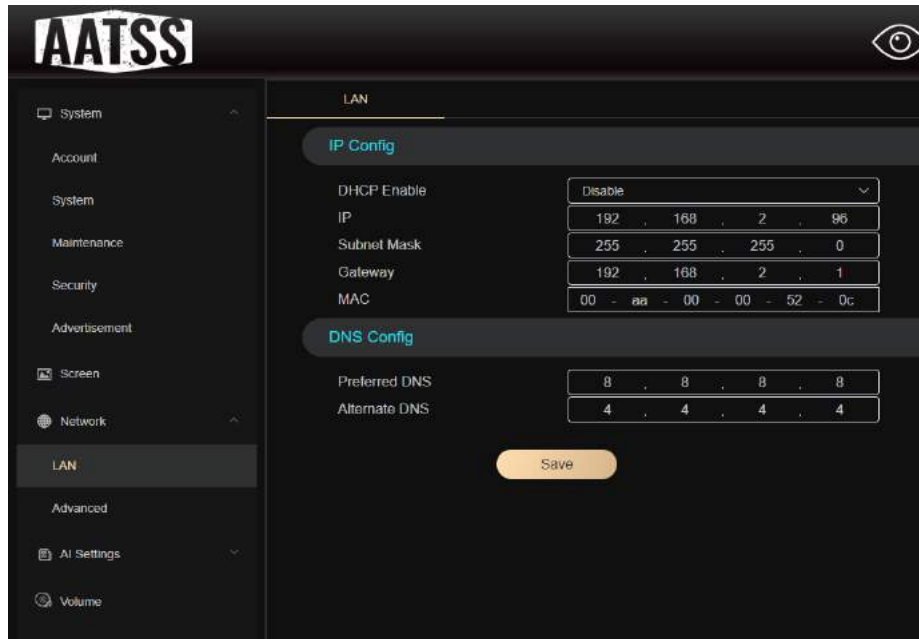 AATSS
System
Account
System
Maintenance
Security
Advertisement
Screen
Network
LAN
Advanced
AI Settings
Volume
LAN
IP Config
DHCP Enable Disable
IP 192 . 168 . 2 . 96
Subnet Mask 255 . 255 . 255 . 0
Gateway 192 . 168 . 2 . 1
MAC 00 - aa - 00 - 00 - 52 - 0c
DNS Config
Preferred DNS 8 . 8 . 8 . 8
Alternate DNS 4 . 4 . 4 . 4
Save